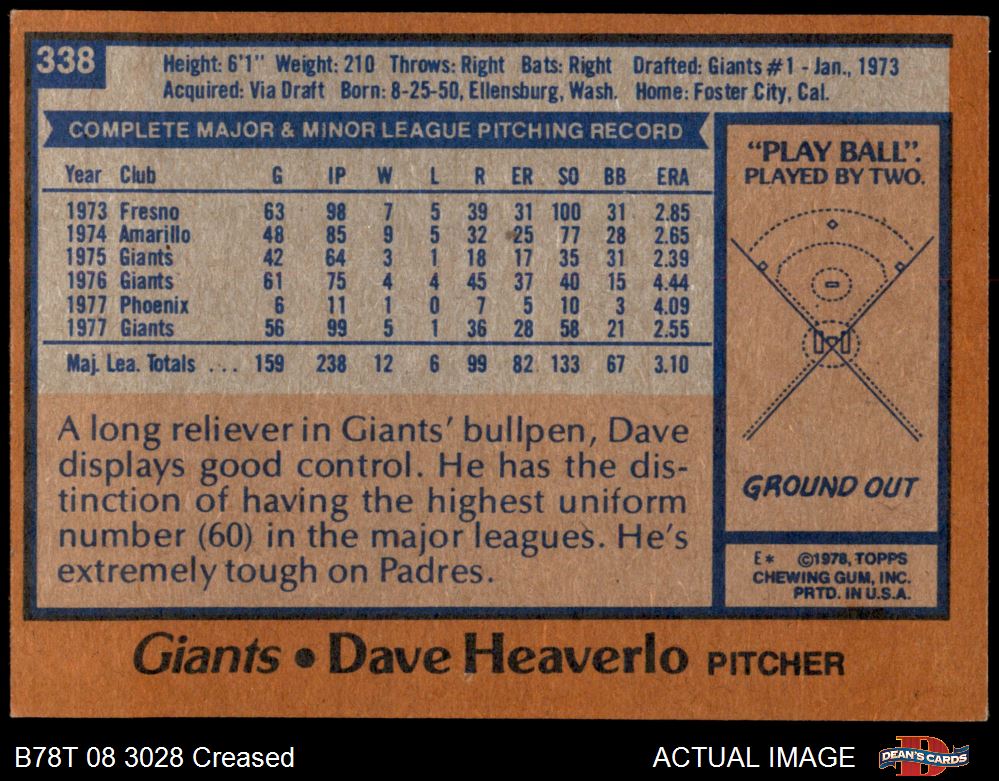 338
Height: 6'1" Weight: 210 Throws: Right Bats: Right Drafted: Giants #1 - Jan., 1973
Acquired: Via Draft Born: 8-25-50, Ellensburg, Wash. Home: Foster City, Cal.
COMPLETE MAJOR & MINOR LEAGUE PITCHING RECORD
Year Club G IP W L R ER SO BB ERA
1973 Fresno 63 98 7 5 39 31 100 31 2.85
1974 Amarillo 48 85 9 5 32 25 77 28 2.65
1975 Giants 42 64 3 1 18 17 35 31 2.39
1976 Giants 61 75 4 4 45 37 40 15 4.44
1977 Phoenix 6 11 1 0 7 5 10 3 4.09
1977 Giants 56 99 5 1 36 28 58 21 2.55
Maj. Lea. Totals ... 159 238 12 6 99 82 133 67 3.10
A long reliever in Giants' bullpen, Dave
displays good control. He has the dis-
tinction of having the highest uniform
number (60) in the major leagues. He's
extremely tough on Padres.
"PLAY BALL".
PLAYED BY TWO.
GROUND OUT
E* ©1978, TOPPS
CHEWING GUM, INC.
PRTD. IN U.S.A.
Giants • Dave Heaverlo PITCHER
B78T 08 3028 Creased
ACTUAL IMAGE
DEAN'S CARDS